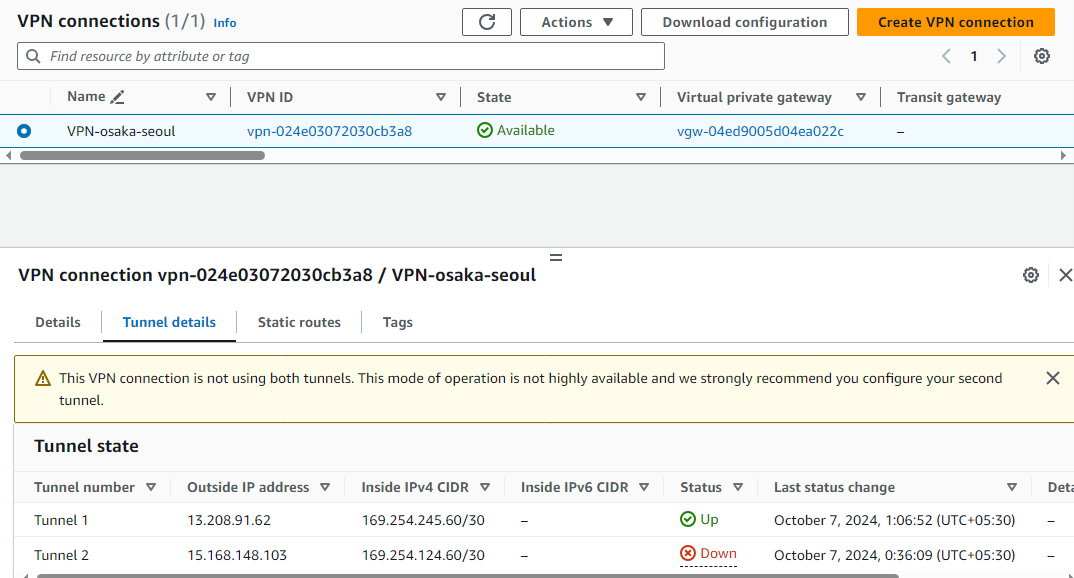 VPN connections (1/1) Info
Actions
Download configuration
Create VPN connection
Find resource by attribute or tag
1
Name VPN ID State Virtual private gateway Transit gateway
VPN-osaka-seoul vpn-024e03072030cb3a8 Available vgw-04ed9005d04ea022c –
VPN connection vpn-024e03072030cb3a8 / VPN-osaka-seoul
Details Tunnel details Static routes Tags
This VPN connection is not using both tunnels. This mode of operation is not highly available and we strongly recommend you configure your second
tunnel.
Tunnel state
Tunnel number Outside IP address Inside IPv4 CIDR Inside IPv6 CIDR Status Last status change Deta
Tunnel 1 13.208.91.62 169.254.245.60/30 – Up October 7, 2024, 1:06:52 (UTC+05:30) –
Tunnel 2 15.168.148.103 169.254.124.60/30 – Down October 7, 2024, 0:36:09 (UTC+05:30) –